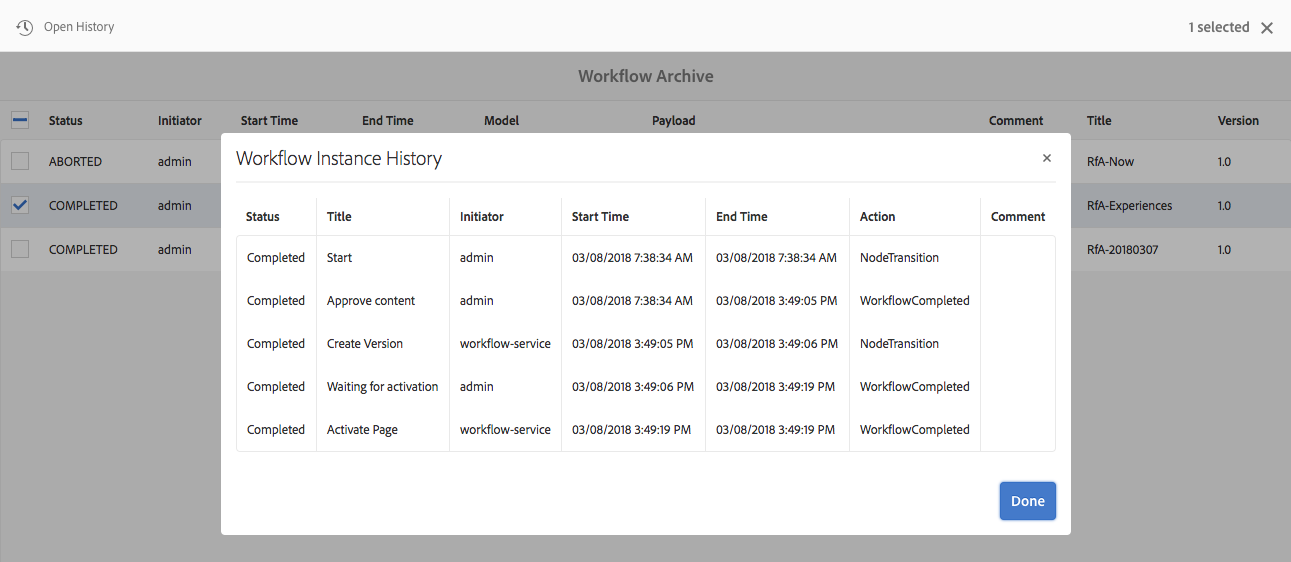 Open History 1 selected
Workflow Archive
Status Initiator Start Time End Time Model Payload Comment Title Version
ABORTED admin RfA-Now 1.0
COMPLETED admin RfA-Experiences 1.0
COMPLETED admin RfA-20180307 1.0
Workflow Instance History
Status Title Initiator Start Time End Time Action Comment
Completed Start admin 03/08/2018 7:38:34 AM 03/08/2018 7:38:34 AM NodeTransition
Completed Approve content admin 03/08/2018 7:38:34 AM 03/08/2018 3:49:05 PM WorkflowCompleted
Completed Create Version workflow-service 03/08/2018 3:49:05 PM 03/08/2018 3:49:06 PM NodeTransition
Completed Waiting for activation admin 03/08/2018 3:49:06 PM 03/08/2018 3:49:19 PM WorkflowCompleted
Completed Activate Page workflow-service 03/08/2018 3:49:19 PM 03/08/2018 3:49:19 PM WorkflowCompleted
Done